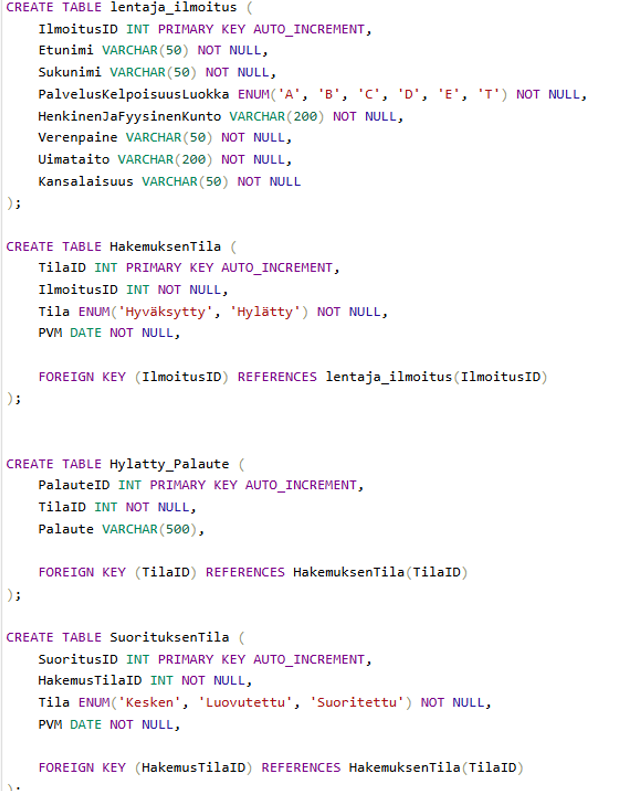 CREATE TABLE lentaja_ilmoitus (
IlmoitusID INT PRIMARY KEY AUTO_INCREMENT,
Etunimi VARCHAR(50) NOT NULL,
Sukunimi VARCHAR(50) NOT NULL,
PalvelusKelpoisuusLuokka ENUM('A', 'B', 'C', 'D', 'E', 'T') NOT NULL,
HenkinenJaFyysinenKunto VARCHAR(200) NOT NULL,
Verenpaine VARCHAR(50) NOT NULL,
Uimataito VARCHAR(200) NOT NULL,
Kansalaisuus VARCHAR(50) NOT NULL
);
CREATE TABLE HakemuksenTila (
TilaID INT PRIMARY KEY AUTO_INCREMENT,
IlmoitusID INT NOT NULL,
Tila ENUM('Hyväksytty', 'Hylätty') NOT NULL,
PVM DATE NOT NULL,
FOREIGN KEY (IlmoitusID) REFERENCES lentaja_ilmoitus(IlmoitusID)
);
CREATE TABLE Hylatty_Palaute (
PalauteID INT PRIMARY KEY AUTO_INCREMENT,
TilaID INT NOT NULL,
Palaute VARCHAR(500),
FOREIGN KEY (TilaID) REFERENCES HakemuksenTila(TilaID)
);
CREATE TABLE SuorituksenTila (
SuoritusID INT PRIMARY KEY AUTO_INCREMENT,
HakemusTilaID INT NOT NULL,
Tila ENUM('Kesken', 'Luovutettu', 'Suoritettu') NOT NULL,
PVM DATE NOT NULL,
FOREIGN KEY (HakemusTilaID) REFERENCES HakemuksenTila(TilaID)
);